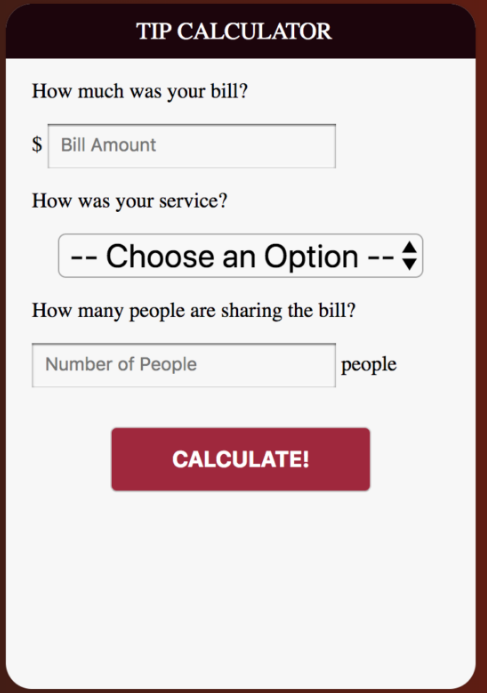 TIP CALCULATOR
How much was your bill?
$ Bill Amount
How was your service?
-- Choose an Option --
How many people are sharing the bill?
Number of People people
CALCULATE!